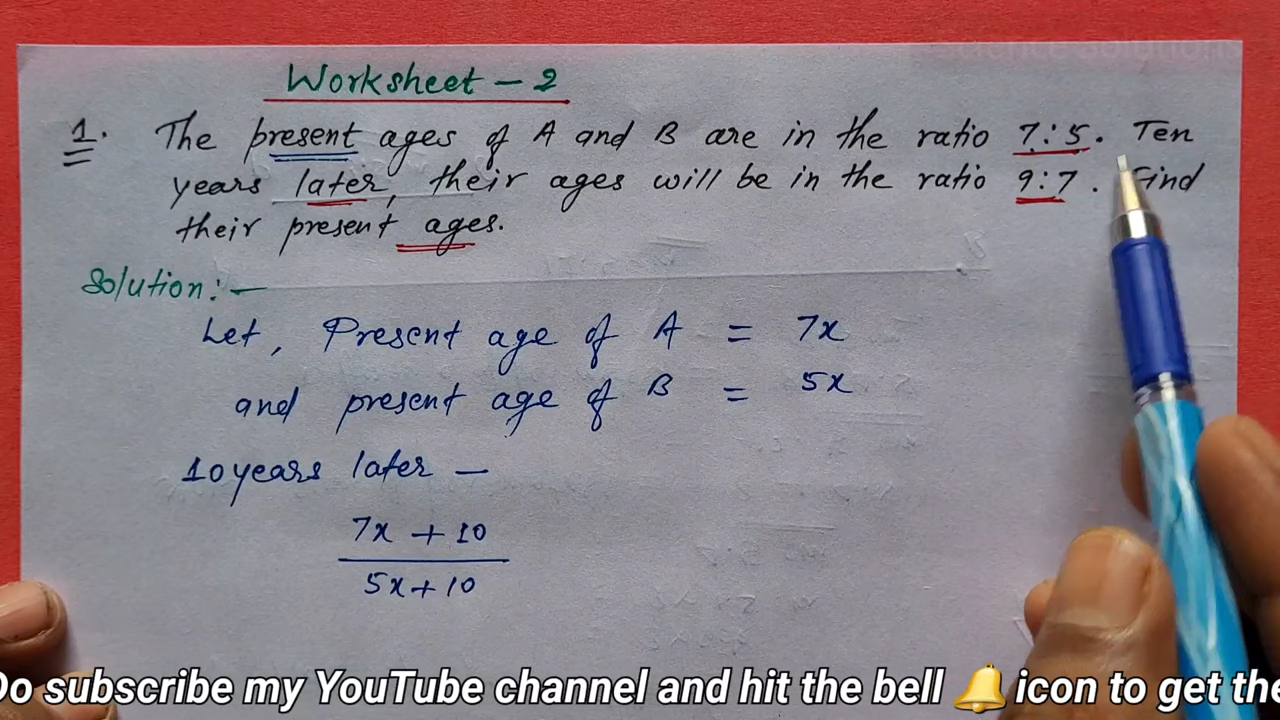 Worksheet - 2
1. The present ages of A and B are in the ratio 7:5. Ten
years later, their ages will be in the ratio 9:7. Find
their present ages.
Solution:-
Let, Present age of A = 7x
and present age of B = 5x
10 years later -
7x + 10
5x + 10
Do subscribe my YouTube channel and hit the bell 🔔 icon to get the